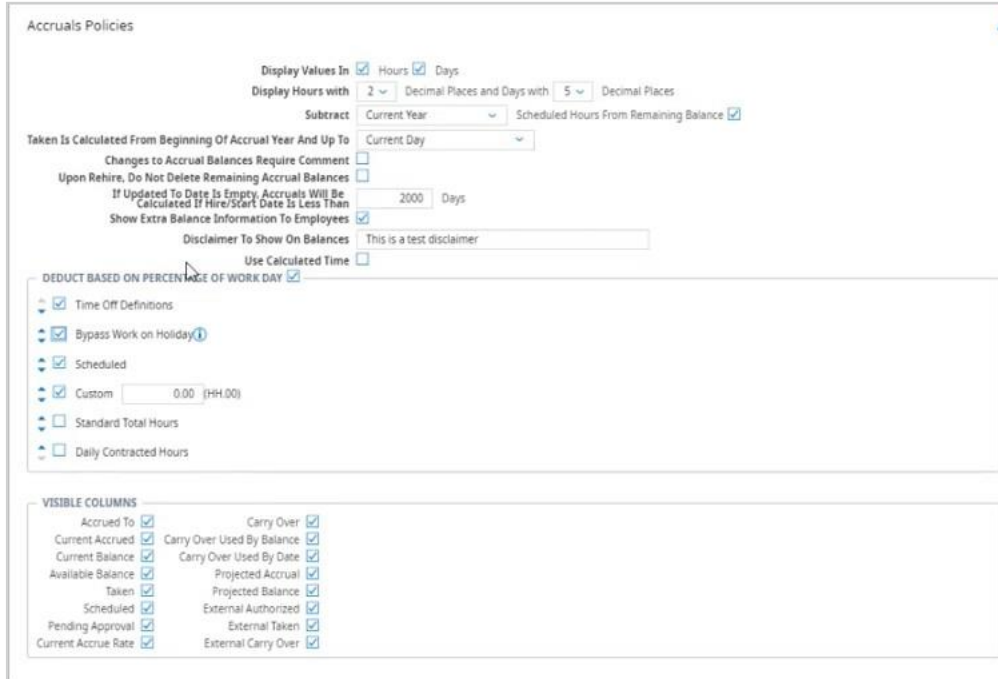 Accruals Policies
Display Values In Hours Days
Display Hours with 2 Decimal Places and Days with 5 Decimal Places
Subtract Current Year Scheduled Hours From Remaining Balance
Taken Is Calculated From Beginning Of Accrual Year And Up To Current Day
Changes to Accrual Balances Require Comment
Upon Rehire, Do Not Delete Remaining Accrual Balances
If Updated To Date Is Empty, Accruals Will Be
Calculated If Hire/Start Date Is Less Than 2000 Days
Show Extra Balance Information To Employees
Disclaimer To Show On Balances This is a test disclaimer
Use Calculated Time
DEDUCT BASED ON PERCENTAGE OF WORK DAY
Time Off Definitions
Bypass Work on Holiday
Scheduled
Custom 0.00 (HH.00)
Standard Total Hours
Daily Contracted Hours
VISIBLE COLUMNS
Accrued To Carry Over
Current Accrued Carry Over Used By Balance
Current Balance Carry Over Used By Date
Available Balance Projected Accrual
Taken Projected Balance
Scheduled External Authorized
Pending Approval External Taken
Current Accrue Rate External Carry Over